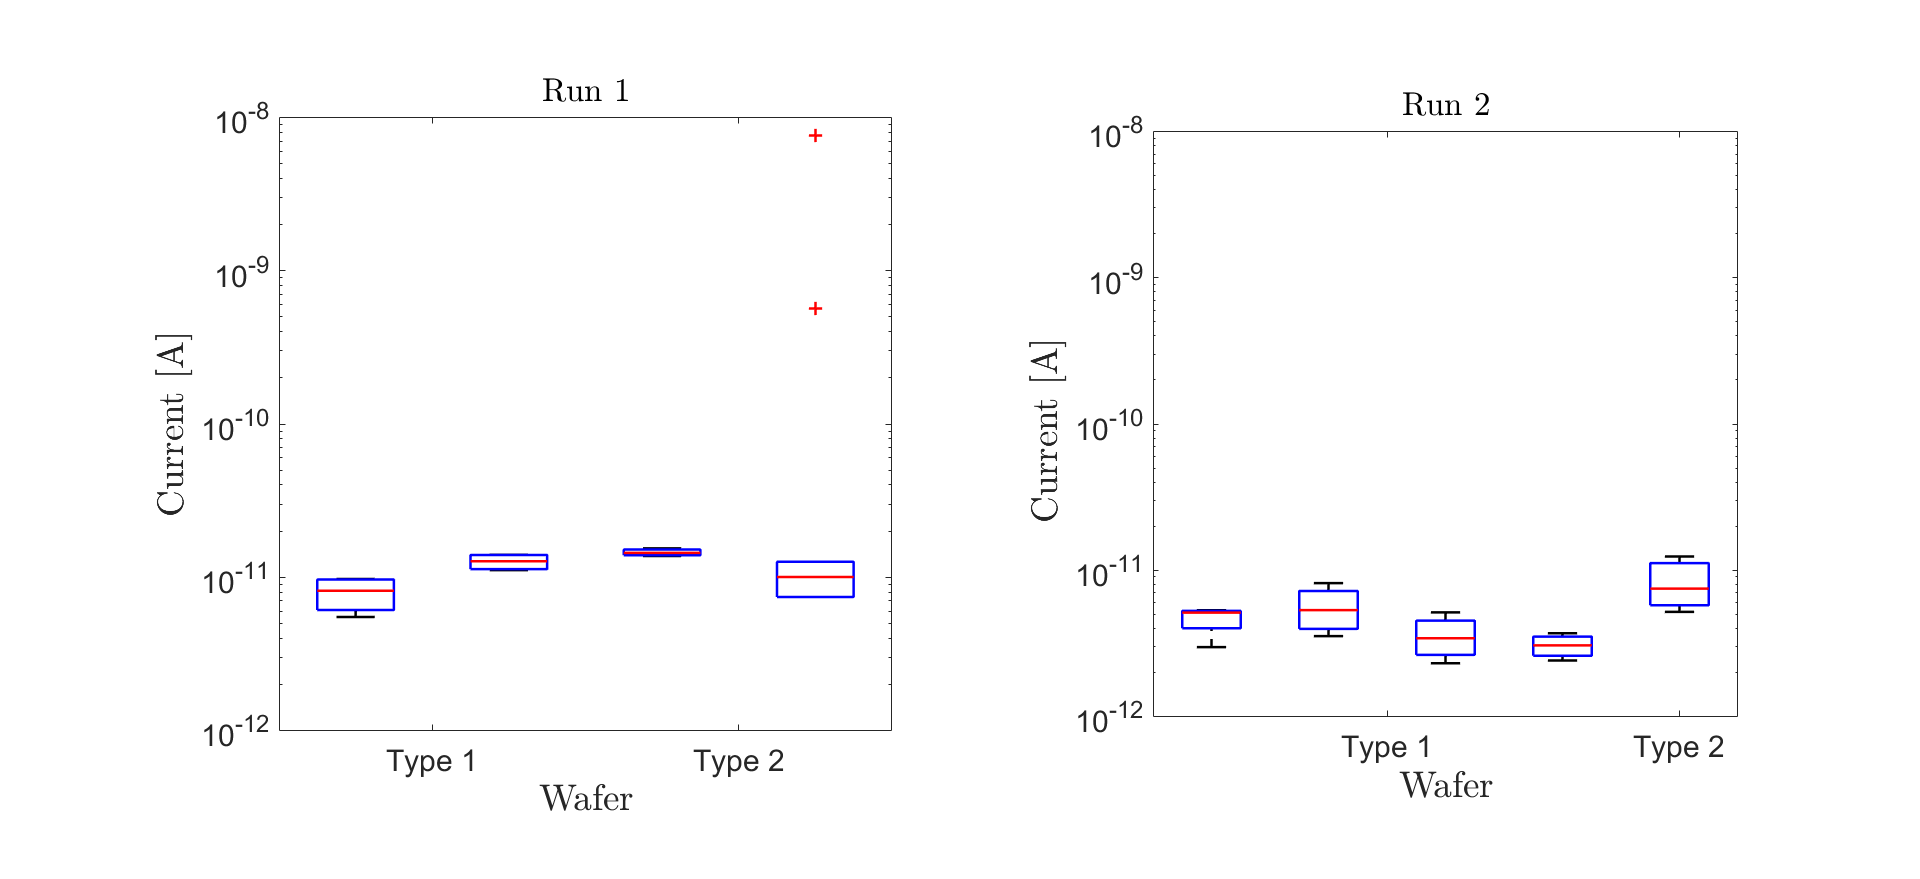 Run 1
10^-8
10^-9
10^-10
10^-11
10^-12
Current [A]
Type 1 Type 2
Wafer
Run 2
10^-8
10^-9
10^-10
10^-11
10^-12
Current [A]
Type 1 Type 2
Wafer